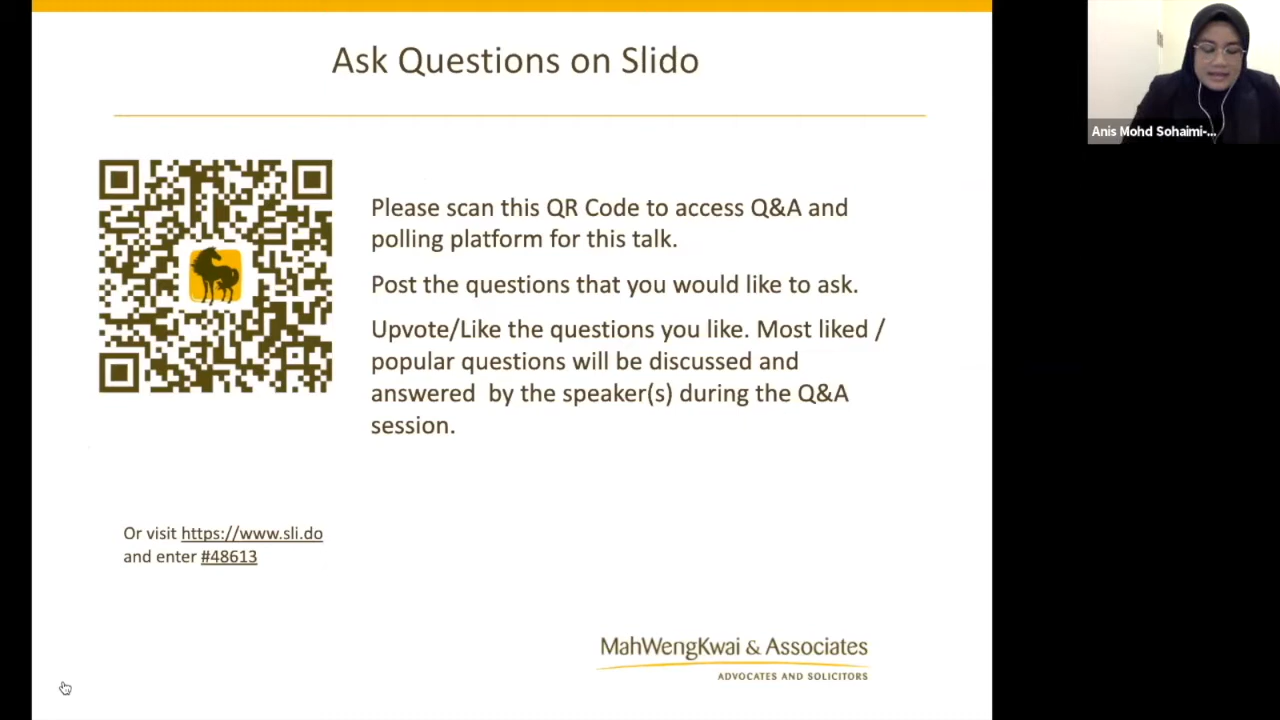 Ask Questions on Slido
Please scan this QR Code to access Q&A and
polling platform for this talk.
Post the questions that you would like to ask.
Upvote/Like the questions you like. Most liked /
popular questions will be discussed and
answered  by the speaker(s) during the Q&A
session.
Or visit https://www.sli.do
and enter #48613
MahWengKwai & Associates
ADVOCATES AND SOLICITORS
Anis Mohd Sohaimi-...